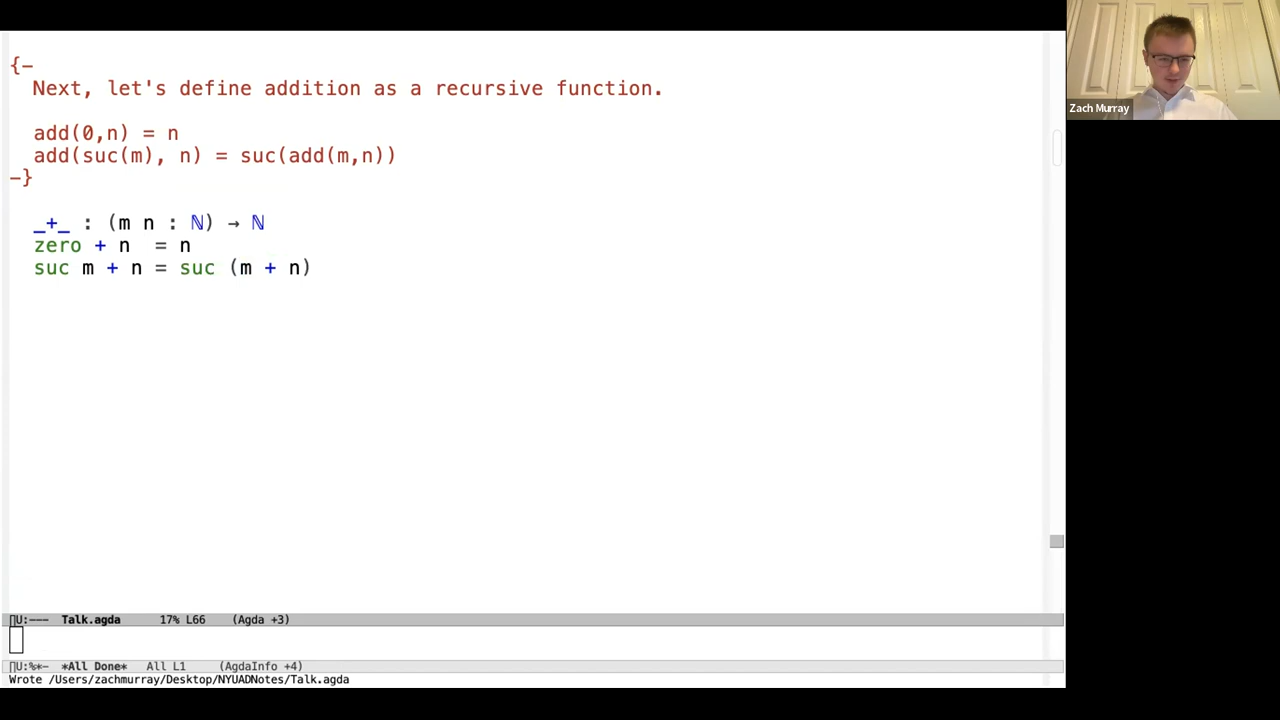 {-
Next, let's define addition as a recursive function.
add(0,n) = n
add(suc(m), n) = suc(add(m,n))
-}
_+_ : (m n : ℕ) → ℕ
zero + n  = n
suc m + n = suc (m + n)
U:--- Talk.agda 17% L66 (Agda +3)
U:%*- *All Done* All L1 (AgdaInfo +4)
Wrote /Users/zachmurray/Desktop/NYUADNotes/Talk.agda
Zach Murray